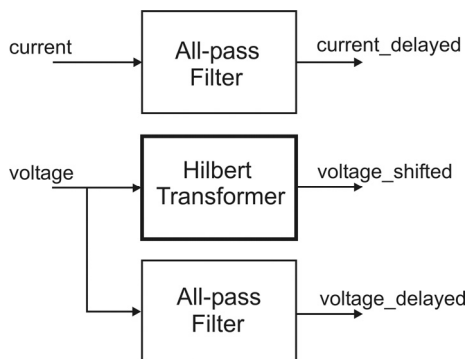 current
All-pass
Filter
current_delayed
voltage
Hilbert
Transformer
voltage_shifted
All-pass
Filter
voltage_delayed